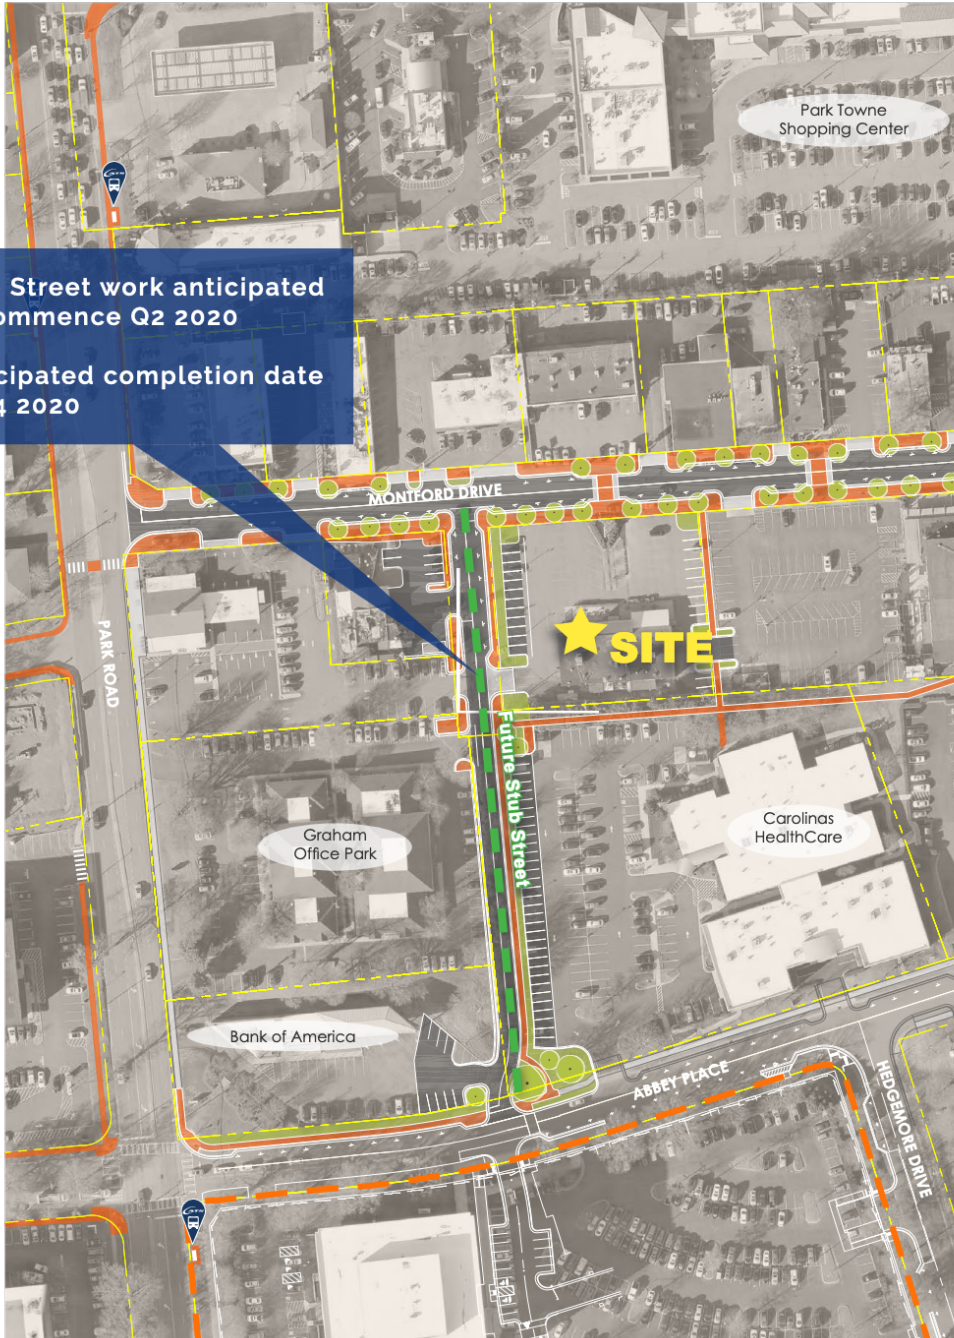 Park Towne
Shopping Center
Street work anticipated
ommence Q2 2020
cipated completion date
4 2020
MONTFORD DRIVE
PARK ROAD
SITE
Future Stub Street
Graham
Office Park
Carolinas
HealthCare
Bank of America
ABBEY PLACE
HEDGEMORE DRIVE